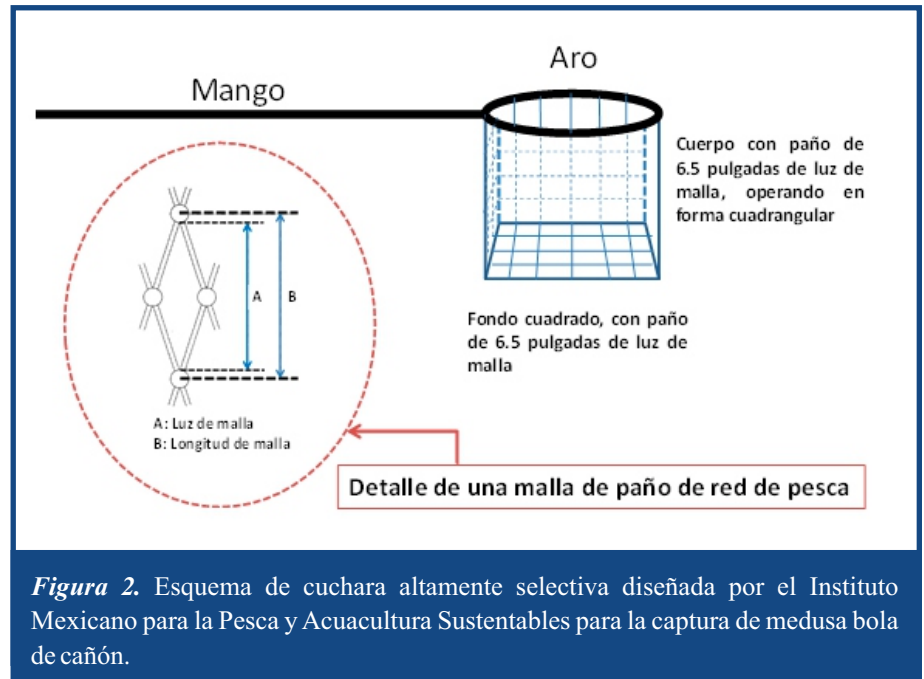 Aro
Mango
Cuerpo con paño de
6.5 pulgadas de luz de
malla, operando en
forma cuadrangular
A
B
Fondo cuadrado, con paño
de 6.5 pulgadas de luz de
malla
A: Luz de malla
B: Longitud de malla
Detalle de una malla de paño de red de pesca
Figura 2. Esquema de cuchara altamente selectiva diseñada por el Instituto
Mexicano para la Pesca y Acuacultura Sustentables para la captura de medusa bola
de cañón.